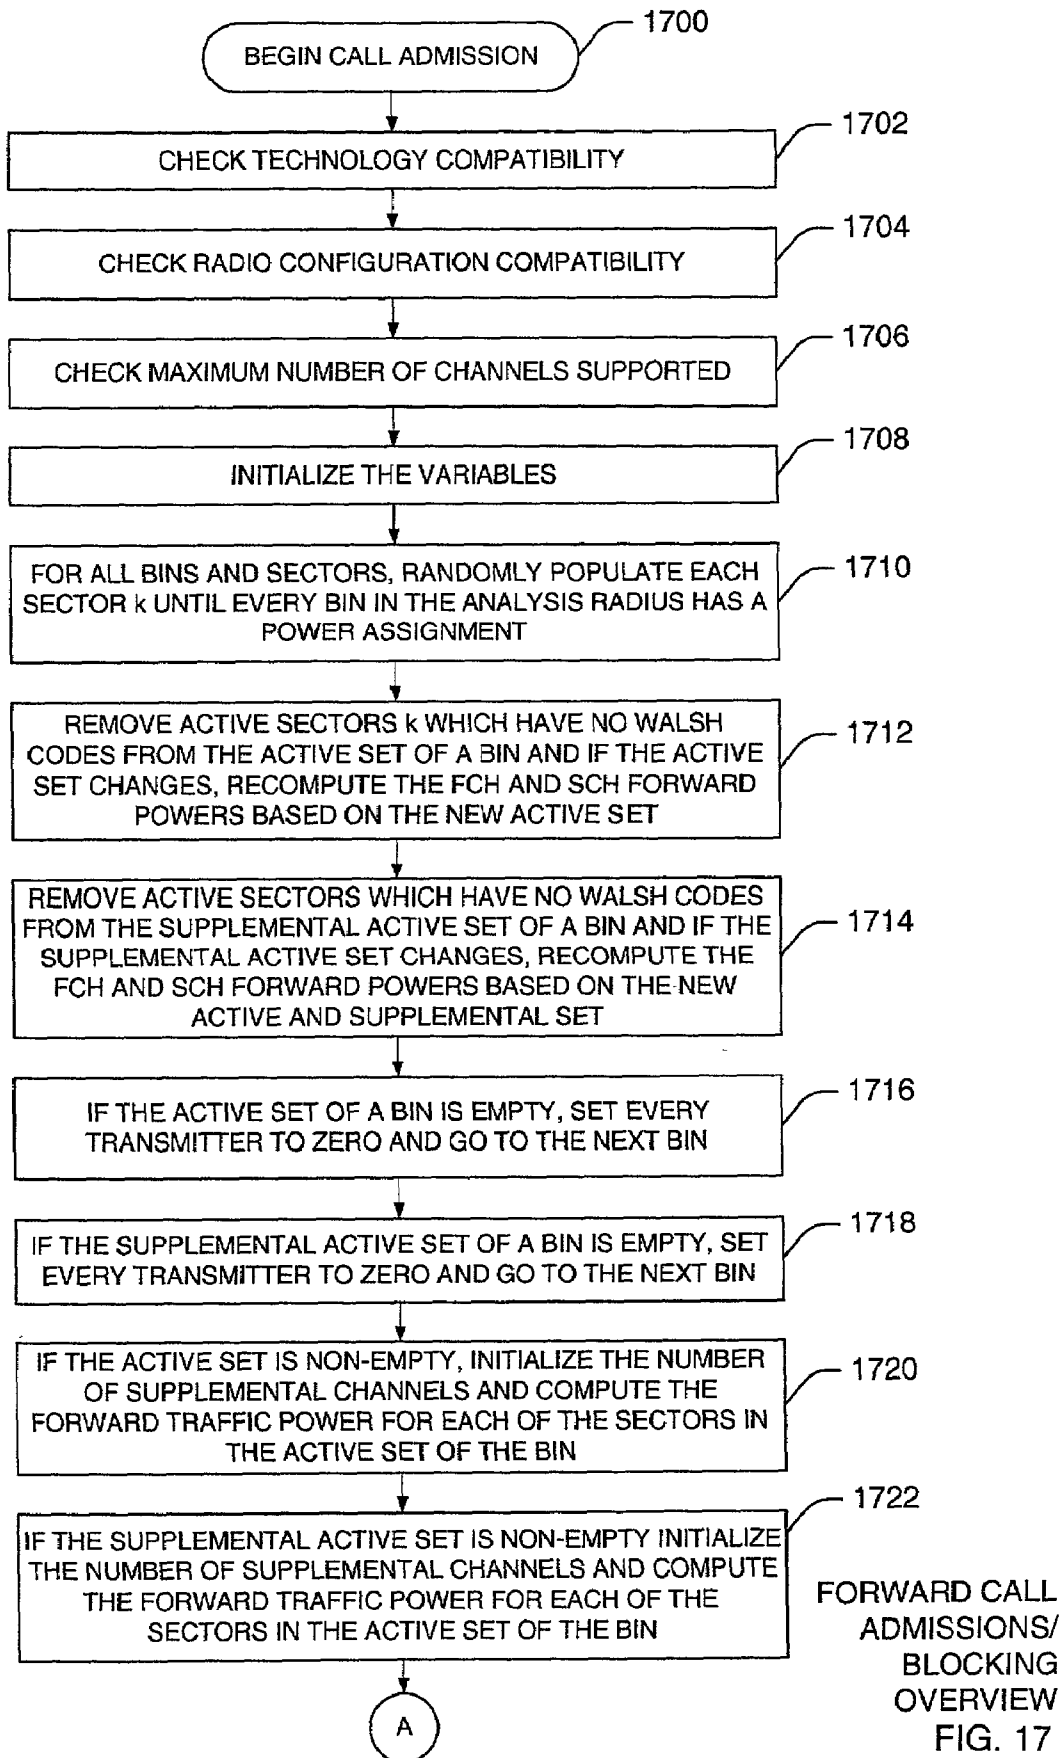 1700
BEGIN CALL ADMISSION
1702
CHECK TECHNOLOGY COMPATIBILITY
1704
CHECK RADIO CONFIGURATION COMPATIBILITY
1706
CHECK MAXIMUM NUMBER OF CHANNELS SUPPORTED
1708
INITIALIZE THE VARIABLES
1710
FOR ALL BINS AND SECTORS, RANDOMLY POPULATE EACH
SECTOR k UNTIL EVERY BIN IN THE ANALYSIS RADIUS HAS A
POWER ASSIGNMENT
1712
REMOVE ACTIVE SECTORS k WHICH HAVE NO WALSH
CODES FROM THE ACTIVE SET OF A BIN AND IF THE ACTIVE
SET CHANGES, RECOMPUTE THE FCH AND SCH FORWARD
POWERS BASED ON THE NEW ACTIVE SET
1714
REMOVE ACTIVE SECTORS WHICH HAVE NO WALSH CODES
FROM THE SUPPLEMENTAL ACTIVE SET OF A BIN AND IF THE
SUPPLEMENTAL ACTIVE SET CHANGES, RECOMPUTE THE
FCH AND SCH FORWARD POWERS BASED ON THE NEW
ACTIVE AND SUPPLEMENTAL SET
1716
IF THE ACTIVE SET OF A BIN IS EMPTY, SET EVERY
TRANSMITTER TO ZERO AND GO TO THE NEXT BIN
1718
IF THE SUPPLEMENTAL ACTIVE SET OF A BIN IS EMPTY, SET
EVERY TRANSMITTER TO ZERO AND GO TO THE NEXT BIN
1720
IF THE ACTIVE SET IS NON-EMPTY, INITIALIZE THE NUMBER
OF SUPPLEMENTAL CHANNELS AND COMPUTE THE
FORWARD TRAFFIC POWER FOR EACH OF THE SECTORS IN
THE ACTIVE SET OF THE BIN
1722
IF THE SUPPLEMENTAL ACTIVE SET IS NON-EMPTY INITIALIZE
THE NUMBER OF SUPPLEMENTAL CHANNELS AND COMPUTE
THE FORWARD TRAFFIC POWER FOR EACH OF THE
SECTORS IN THE ACTIVE SET OF THE BIN
A
FORWARD CALL
ADMISSIONS/
BLOCKING
OVERVIEW
FIG. 17